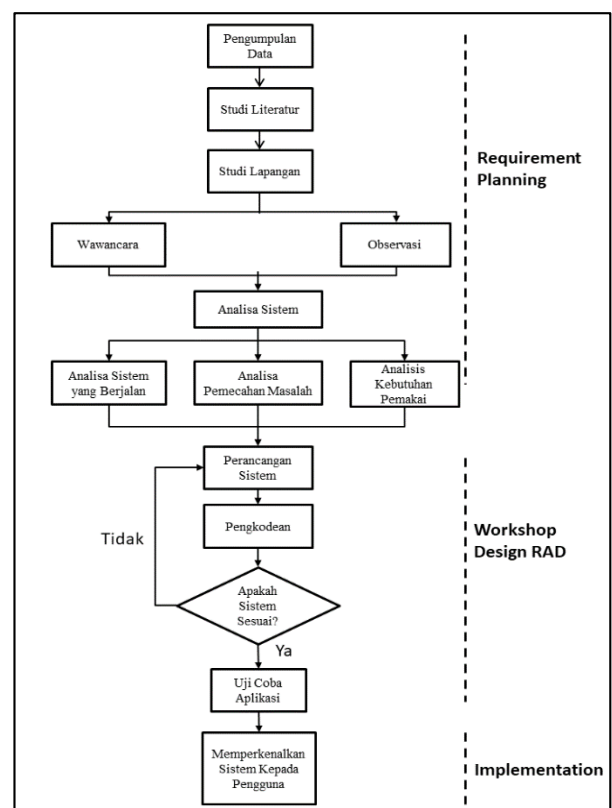 Pengumpulan
Data
Studi Literatur
Studi Lapangan
Requirement
Planning
Wawancara
Observasi
Analisa Sistem
Analisa Sistem
yang Berjalan
Analisa
Pemecahan Masalah
Analisis
Kebutuhan
Pemakai
Perancangan
Sistem
Pengkodean
Tidak
Workshop
Design RAD
Apakah
Sistem
Sesuai?
Ya
Uji Coba
Aplikasi
Memperkenalkan
Sistem Kepada
Pengguna
Implementation